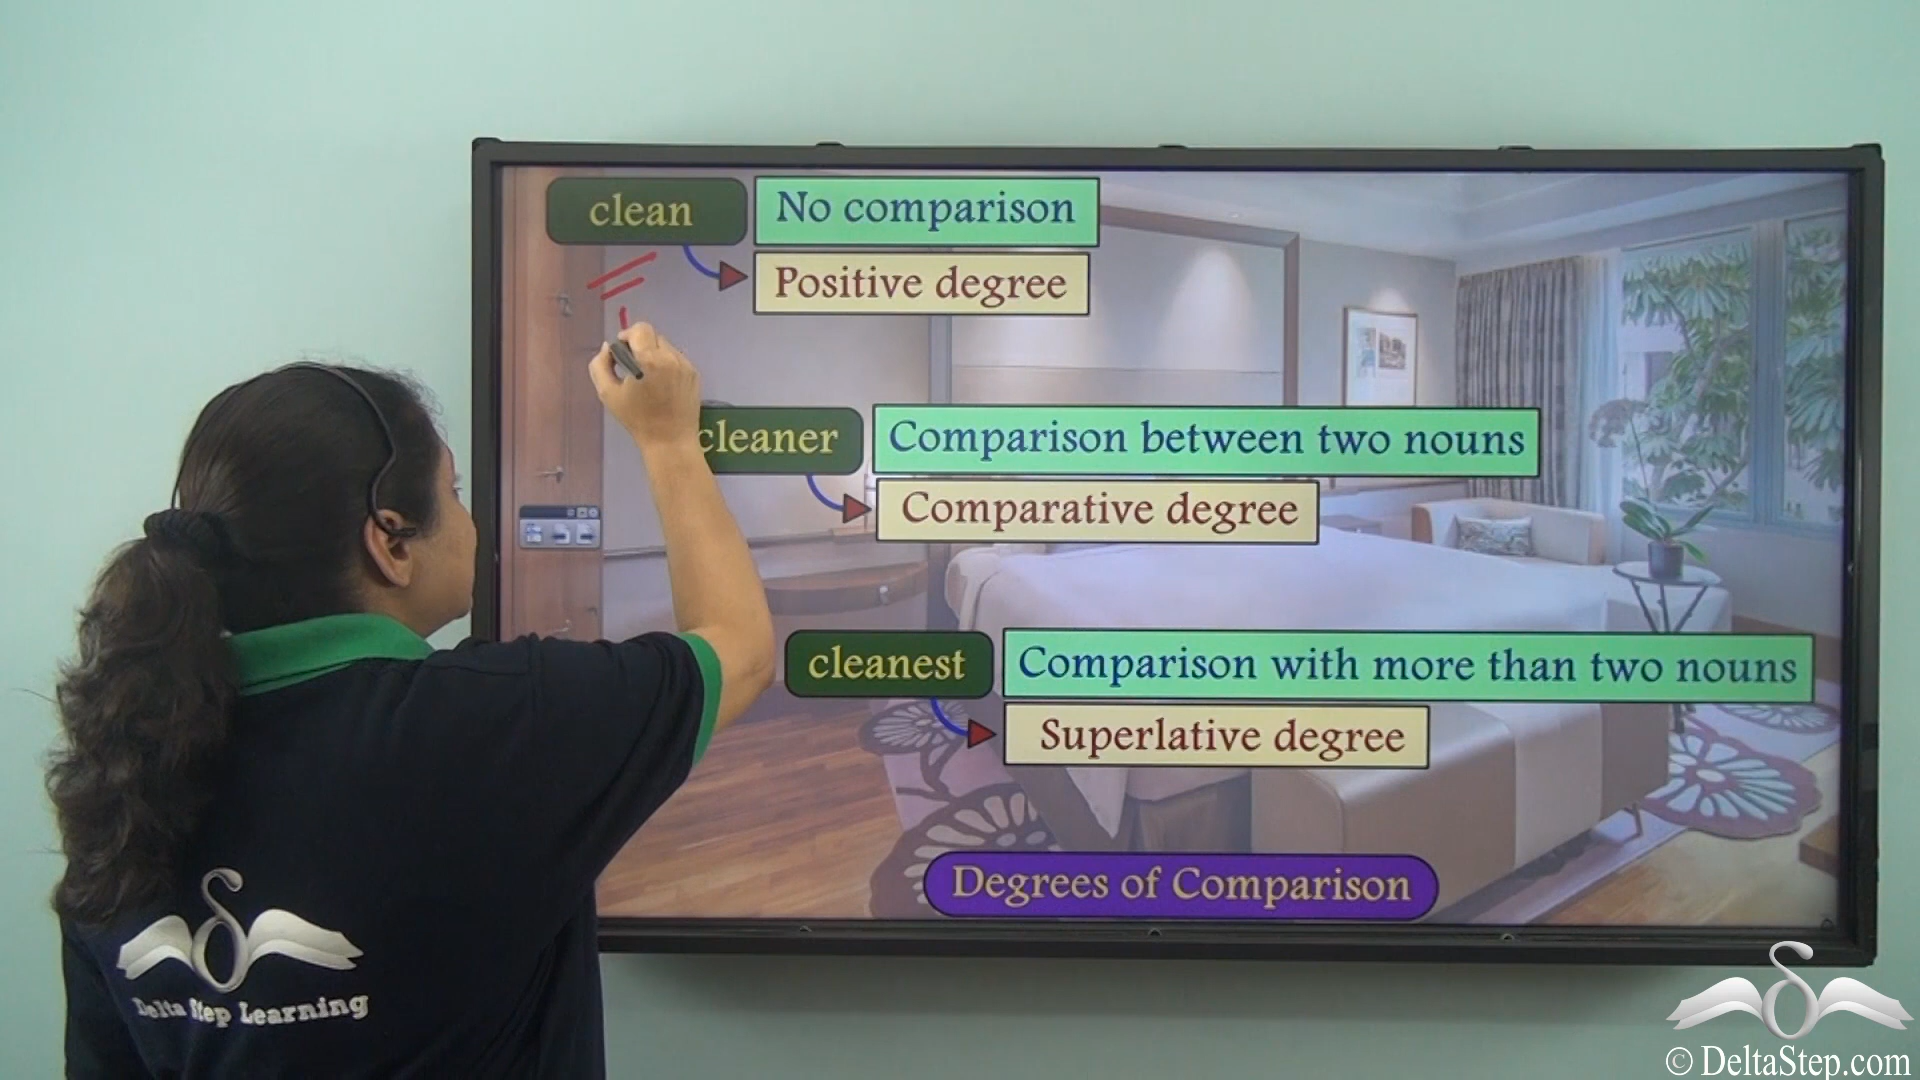 clean
No comparison
Positive degree
cleaner
Comparison between two nouns
Comparative degree
cleanest
Comparison with more than two nouns
Superlative degree
Degrees of Comparison
Delta Step Learning
© DeltaStep.com